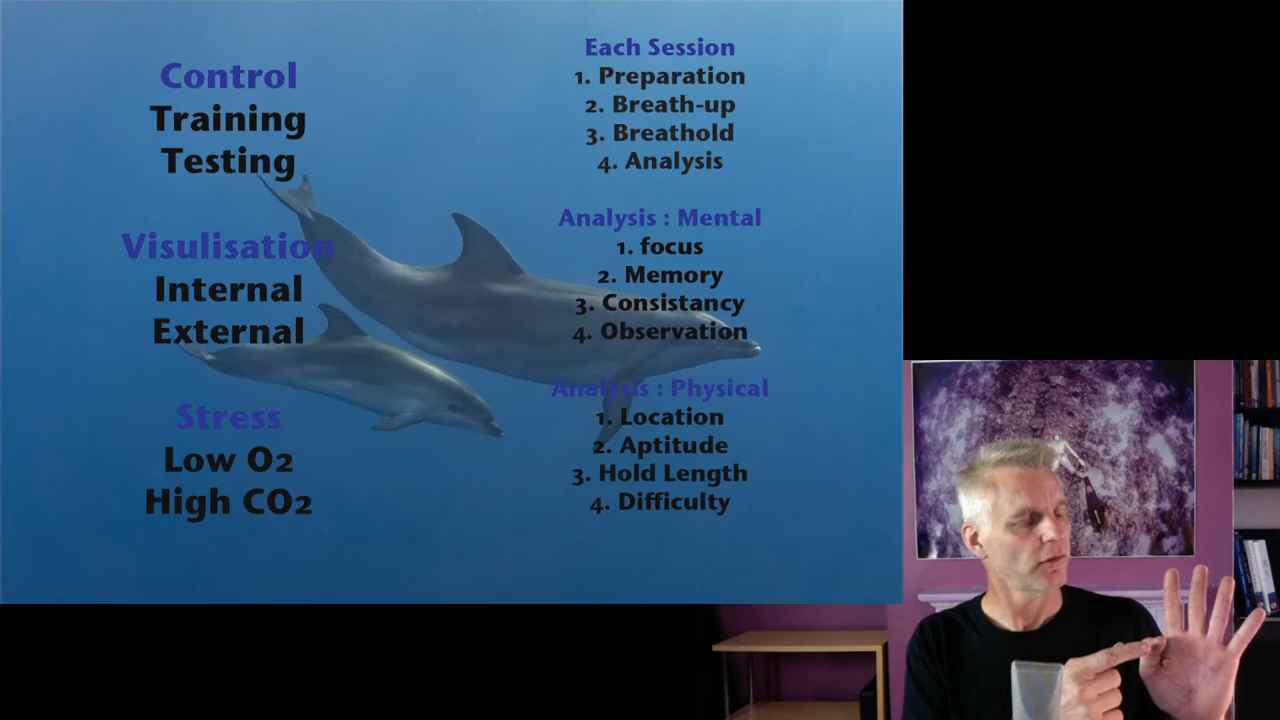 Control
Training
Testing
Visulisation
Internal
External
Stress
Low O2
High CO2
Each Session
1. Preparation
2. Breath-up
3. Breathold
4. Analysis
Analysis : Mental
1. focus
2. Memory
3. Consistancy
4. Observation
Analysis : Physical
1. Location
2. Aptitude
3. Hold Length
4. Difficulty